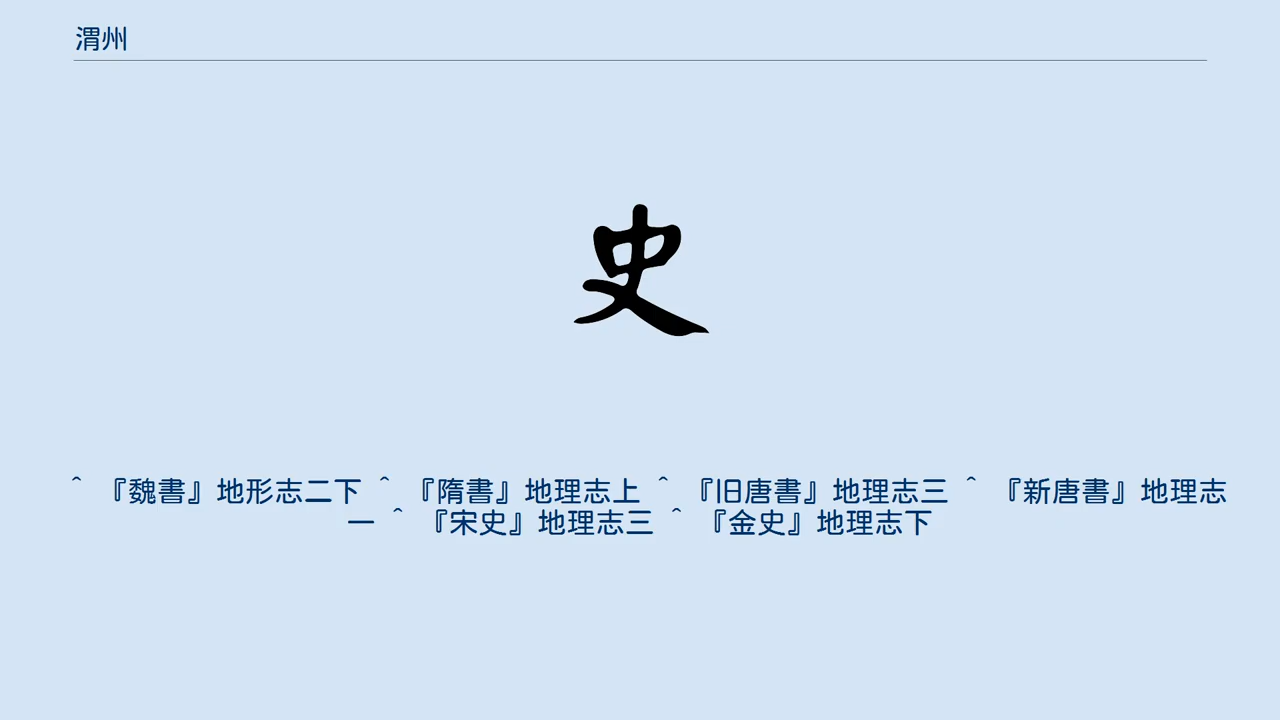 渭州
史
^ 『魏書』地形志二下 ^ 『隋書』地理志上 ^ 『旧唐書』地理志三 ^ 『新唐書』地理志
一 ^ 『宋史』地理志三 ^ 『金史』地理志下